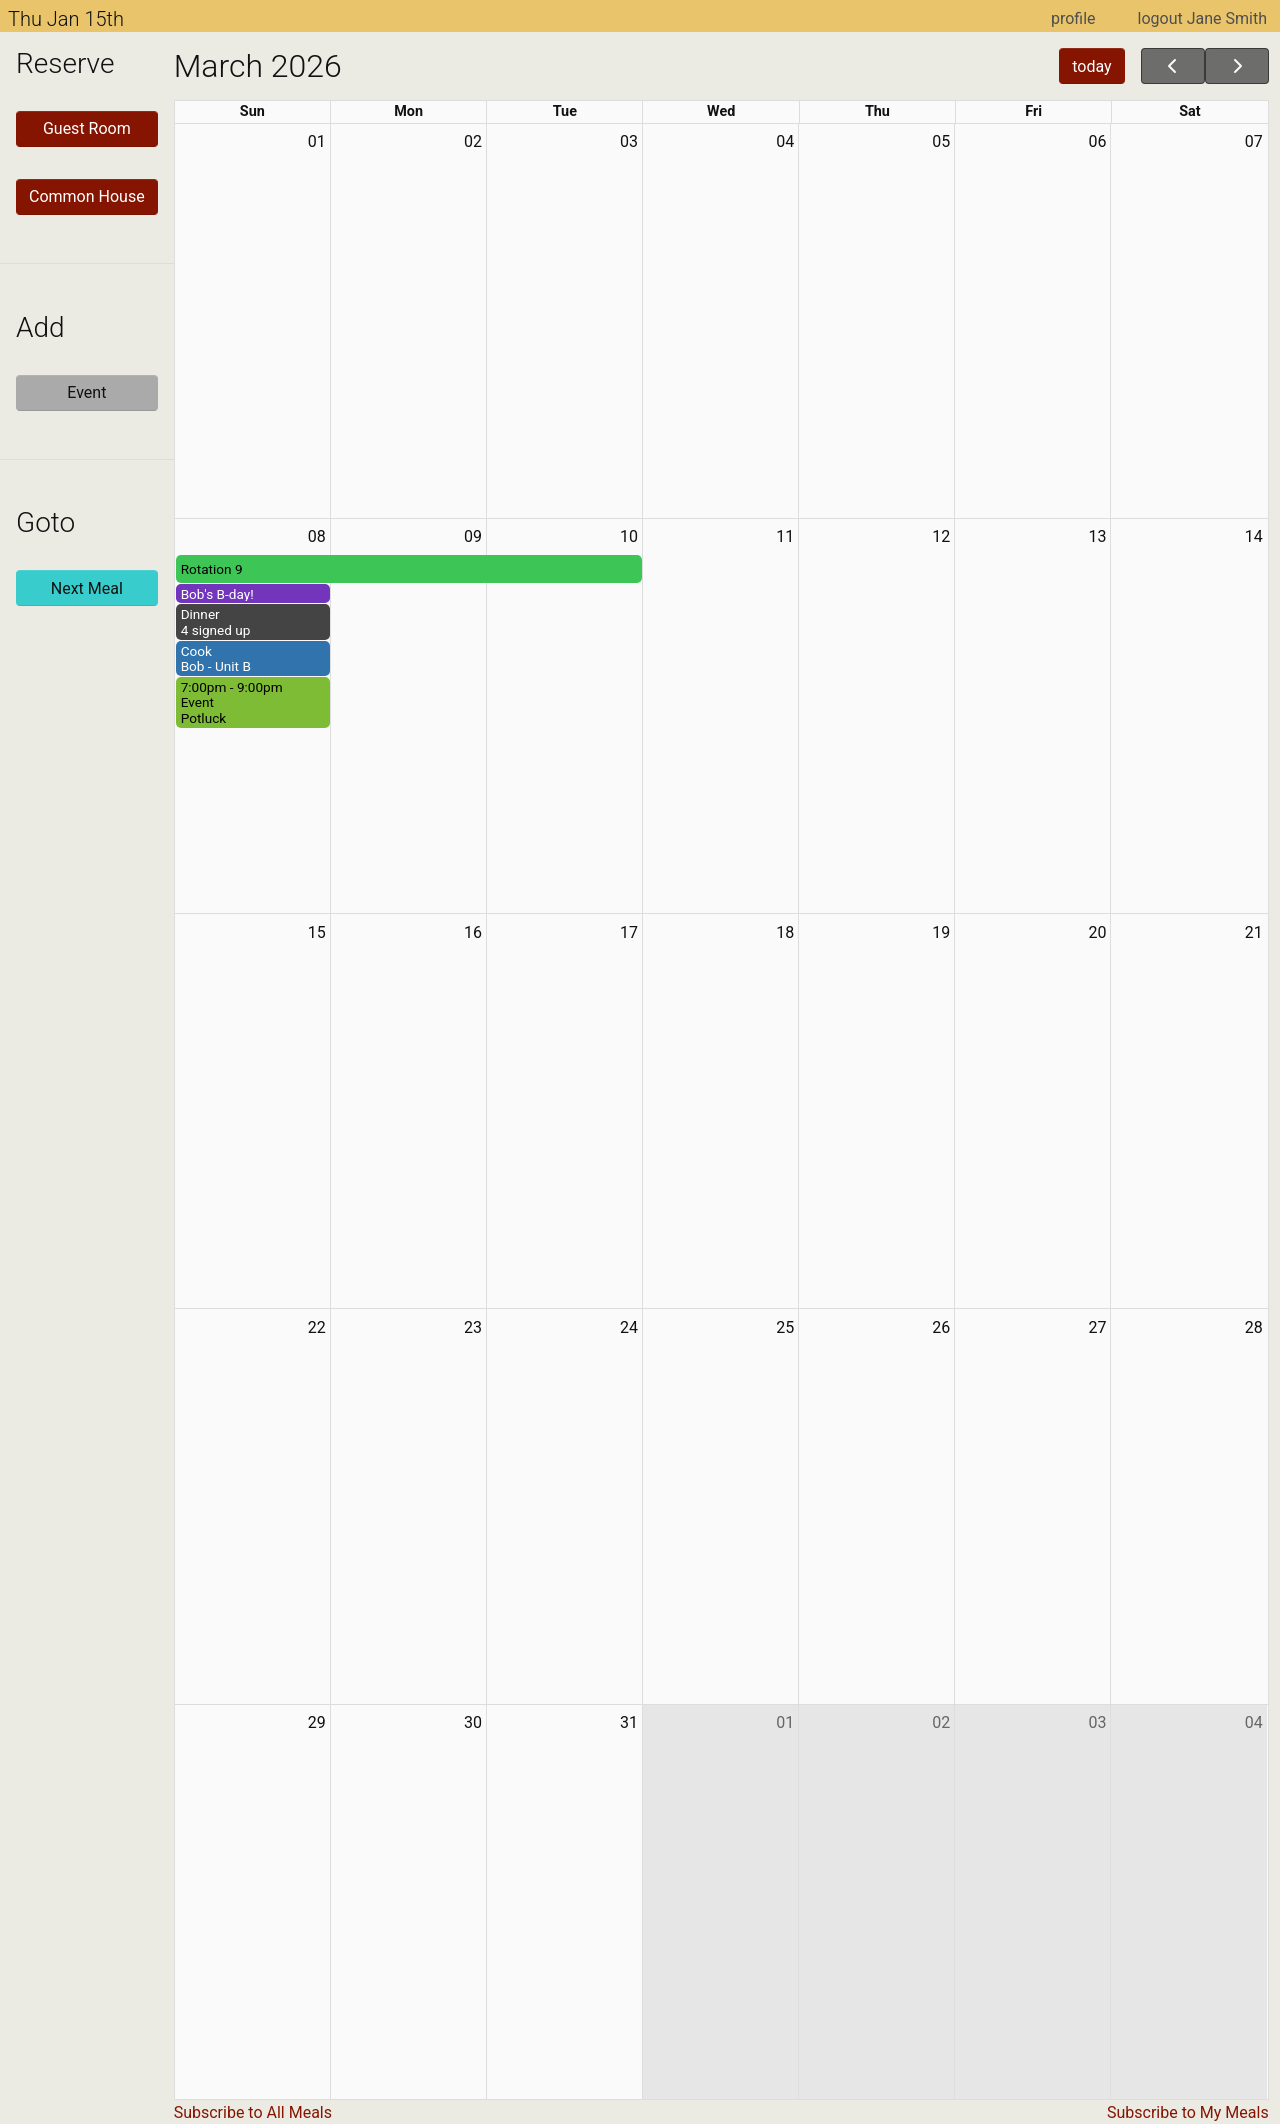 Thu Jan 15th
profile
logout Jane Smith
Reserve
Guest Room
Common House
Add
Event
Goto
Next Meal
March 2026
today
Sun Mon Tue Wed Thu Fri Sat
01 02 03 04 05 06 07
08 09 10 11 12 13 14
Rotation 9
Bob's B-day!
Dinner
4 signed up
Cook
Bob - Unit B
7:00pm - 9:00pm
Event
Potluck
15 16 17 18 19 20 21
22 23 24 25 26 27 28
29 30 31 01 02 03 04
Subscribe to All Meals
Subscribe to My Meals